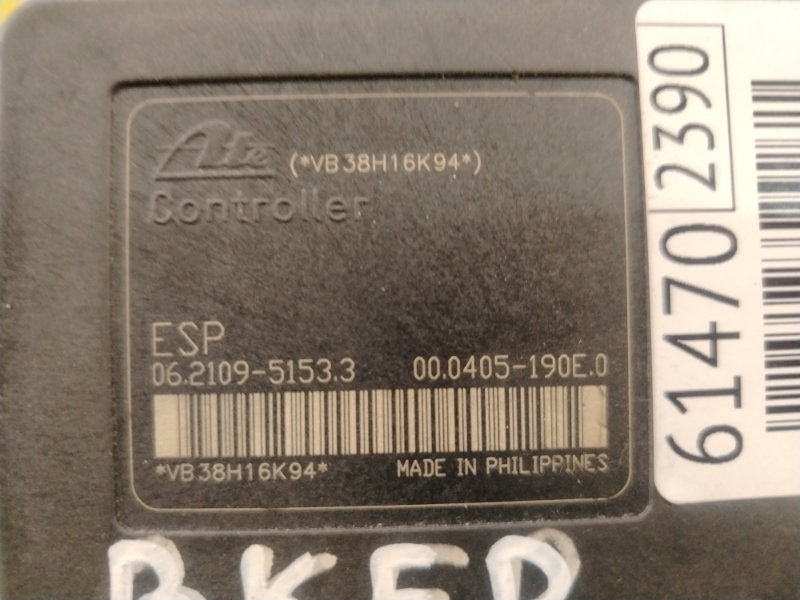 Ate (*VB38H16K94*)
Controller
ESP
06.2109-5153.3 00.0405-190E.0
*VB38H16K94* MADE IN PHILIPPINES
61470 2390